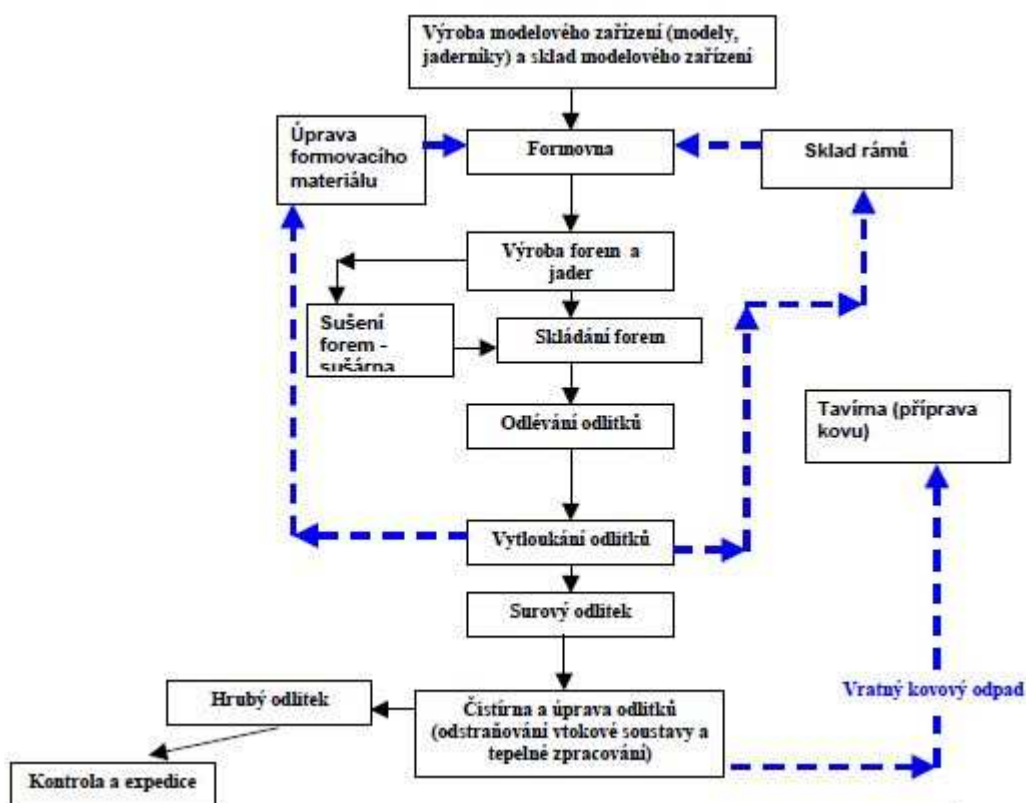 Výroba modelového zařízení (modely,
jaderníky) a sklad modelového zařízení
Úprava
formovacího
materiálu
Formovna
Sklad rámů
Výroba forem a
jader
Sušení
forem -
sušárna
Skládání forem
Odlévání odlitků
Tavírna (příprava
kovu)
Vytloukání odlitků
Surový odlitek
Vratný kovový odpad
Hrubý odlitek
Čistírna a úprava odlitků
(odstraňování vtokové soustavy a
tepelné zpracování)
Kontrola a expedice